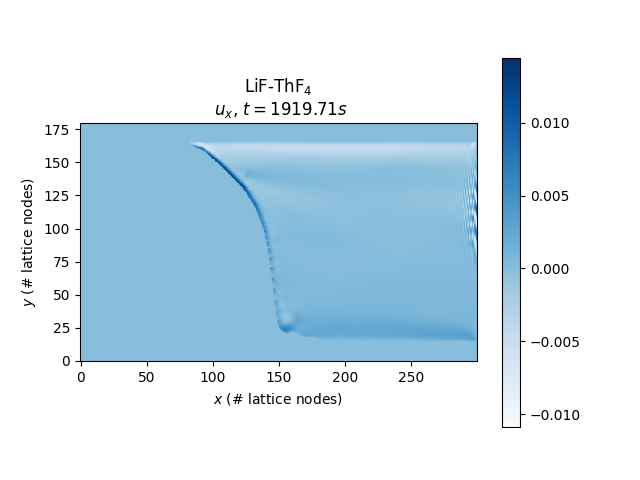 LiF-ThF₄
uₓ, t = 1919.71s
175
150
125
100
75
50
25
0
y (# lattice nodes)
0 50 100 150 200 250
x (# lattice nodes)
0.010
0.005
0.000
−0.005
−0.010